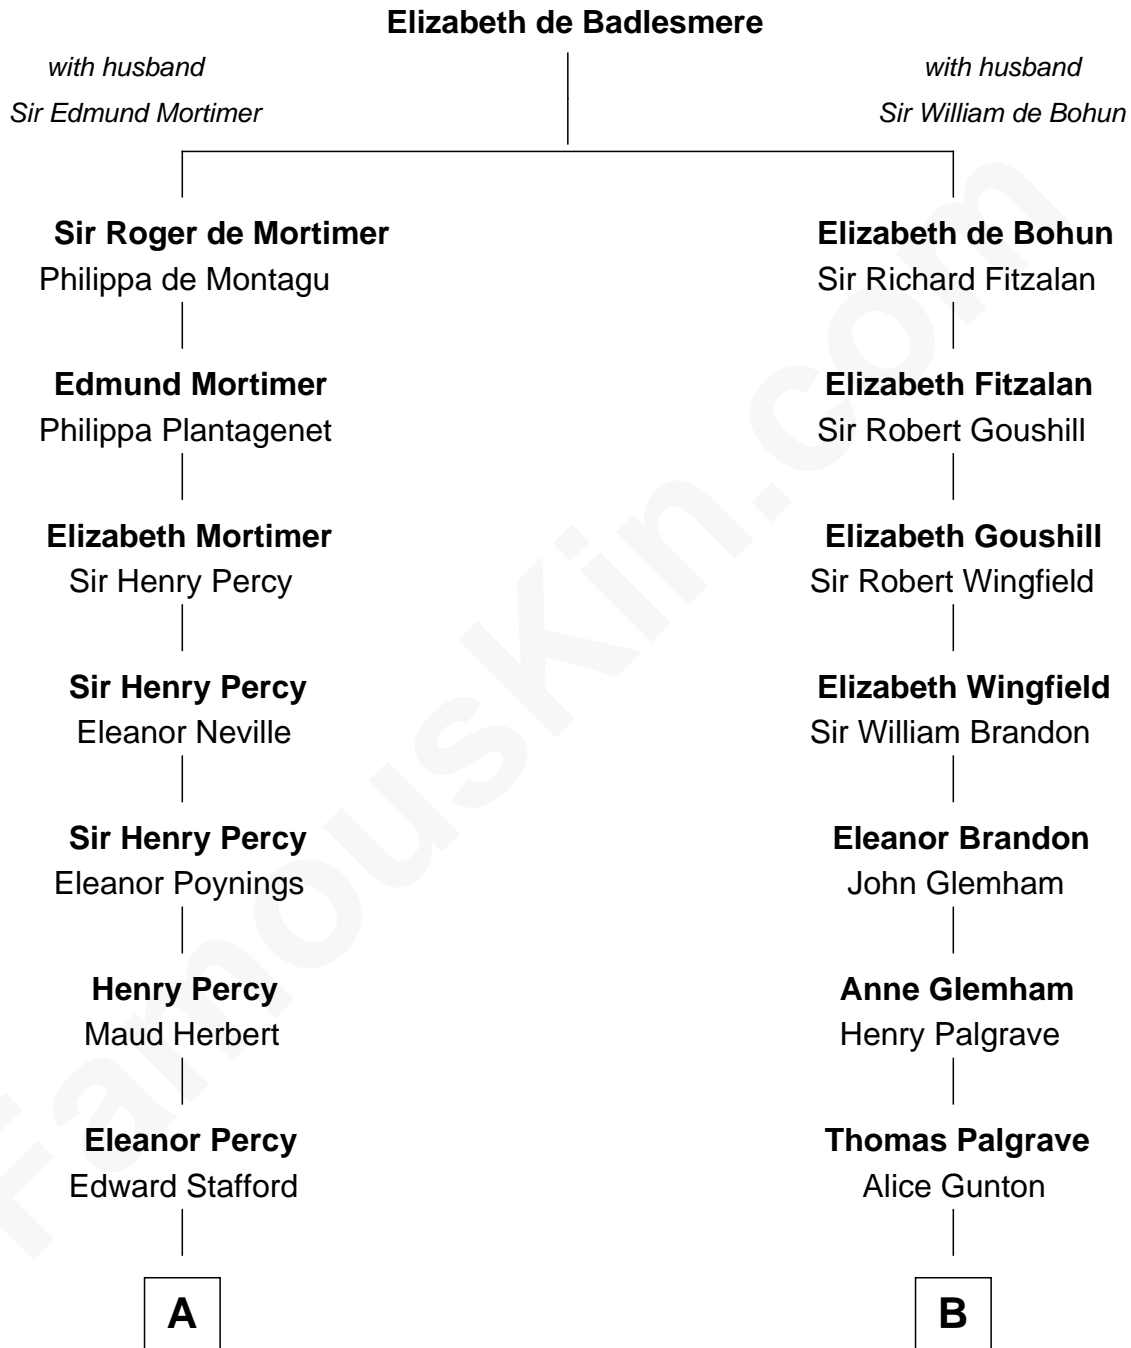 Elizabeth de Badlesmere
with husband
Sir Edmund Mortimer
with husband
Sir William de Bohun
Sir Roger de Mortimer
Philippa de Montagu
Elizabeth de Bohun
Sir Richard Fitzalan
Edmund Mortimer
Philippa Plantagenet
Elizabeth Fitzalan
Sir Robert Goushill
Elizabeth Mortimer
Sir Henry Percy
Elizabeth Goushill
Sir Robert Wingfield
Sir Henry Percy
Eleanor Neville
Elizabeth Wingfield
Sir William Brandon
Sir Henry Percy
Eleanor Poynings
Eleanor Brandon
John Glemham
Henry Percy
Maud Herbert
Anne Glemham
Henry Palgrave
Eleanor Percy
Edward Stafford
Thomas Palgrave
Alice Gunton
A
B
FamousKin.com